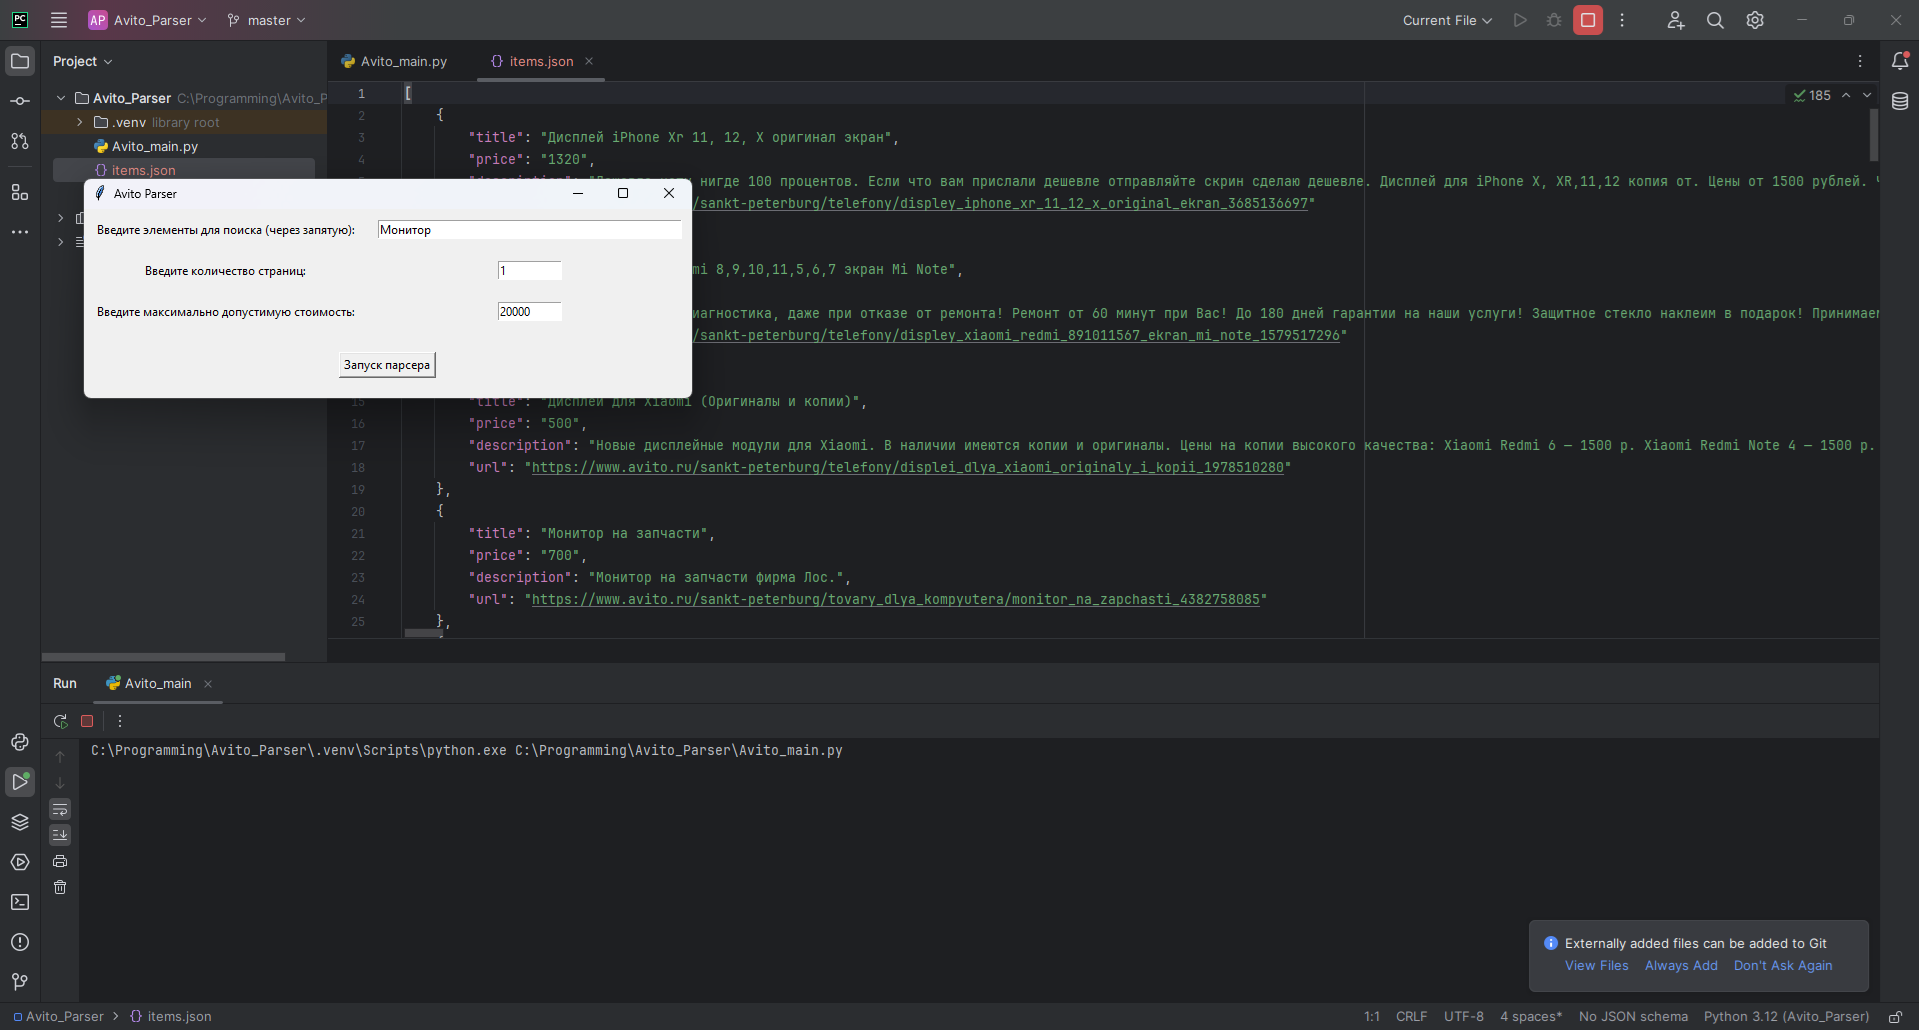 PC AP Avito_Parser master Current File
Project
Avito_main.py items.json
Avito_Parser C:\Programming\Avito_P
.venv library root
Avito_main.py
items.json
185
1 [
2 {
3 "title": "Дисплей iPhone Xr 11, 12, X оригинал экран",
4 "price": "1320",
нигде 100 процентов. Если что вам прислали дешевле отправляйте скрин сделаю дешевле. Дисплей для iPhone X, XR,11,12 копия от. Цены от 1500 рублей.
/sankt-peterburg/telefony/displey_iphone_xr_11_12_x_original_ekran_3685136697"
mi 8,9,10,11,5,6,7 экран Mi Note",
иагностика, даже при отказе от ремонта! Ремонт от 60 минут при Вас! До 180 дней гарантии на наши услуги! Защитное стекло наклеим в подарок! Принимаем
/sankt-peterburg/telefony/displey_xiaomi_redmi_891011567_ekran_mi_note_1579517296"
Avito Parser
Введите элементы для поиска (через запятую): Монитор
Введите количество страниц: 1
Введите максимально допустимую стоимость: 20000
Запуск парсера
15 "title": "Дисплей для Xiaomi (Оригиналы и копии)",
16 "price": "500",
17 "description": "Новые дисплейные модули для Xiaomi. В наличии имеются копии и оригиналы. Цены на копии высокого качества: Xiaomi Redmi 6 – 1500 р. Xiaomi Redmi Note 4 – 1500 р.
18 "url": "https://www.avito.ru/sankt-peterburg/telefony/displei_dlya_xiaomi_originaly_i_kopii_1978510280"
19 },
20 {
21 "title": "Монитор на запчасти",
22 "price": "700",
23 "description": "Монитор на запчасти фирма Лос.",
24 "url": "https://www.avito.ru/sankt-peterburg/tovary_dlya_kompyutera/monitor_na_zapchasti_4382758085"
25 },
Run Avito_main
C:\Programming\Avito_Parser\.venv\Scripts\python.exe C:\Programming\Avito_Parser\Avito_main.py
Externally added files can be added to Git
View Files Always Add Don't Ask Again
Avito_Parser > {} items.json 1:1 CRLF UTF-8 4 spaces* No JSON schema Python 3.12 (Avito_Parser)